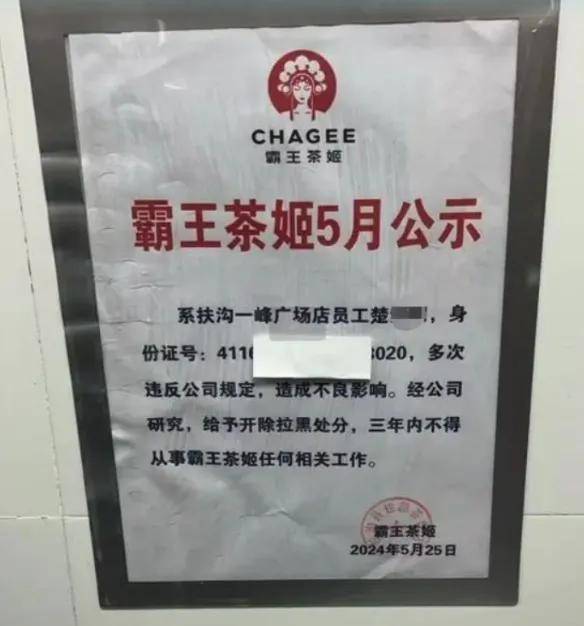 CHAGEE
霸王茶姬
霸王茶姬5月公示
系扶沟一峰广场店员工楚 ，身
份证号：4116 3020，多次
违反公司规定，造成不良影响。经公司
研究，给予开除拉黑处分，三年内不得
从事霸王茶姬任何相关工作。
霸王茶姬
2024年5月25日